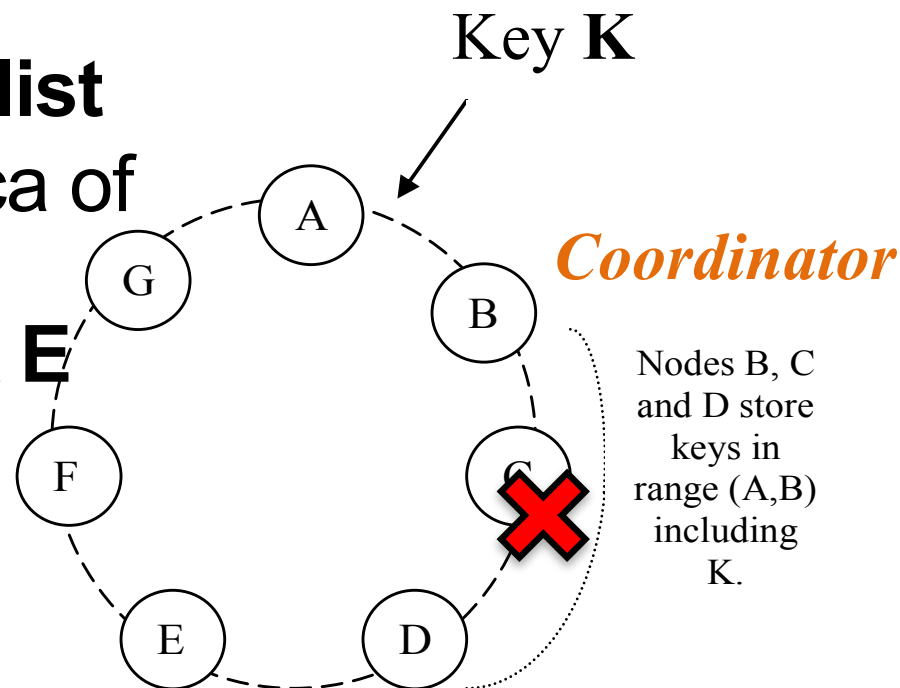 Key K
list
ca of
A
G
Coordinator
B
E
Nodes B, C
and D store
keys in
range (A,B)
including
K.
F
C
E
D